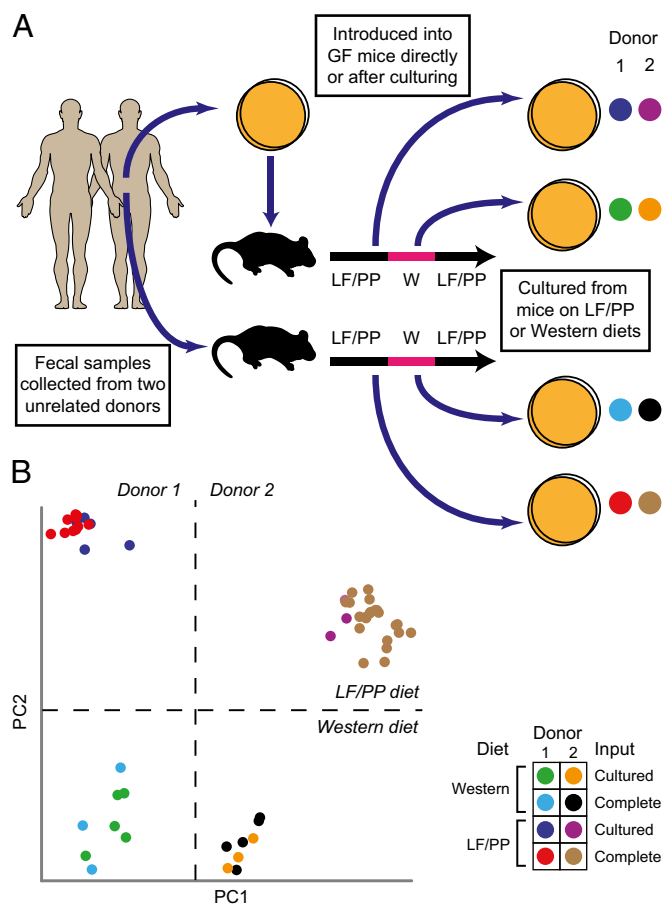 A
Introduced into
GF mice directly
or after culturing
Donor
1 2
LF/PP W LF/PP
LF/PP W LF/PP
Cultured from
mice on LF/PP
or Western diets
Fecal samples
collected from two
unrelated donors
B
Donor 1 Donor 2
LF/PP diet
Western diet
PC2
PC1
Donor
Diet 1 2 Input
Western
Cultured
Complete
LF/PP
Cultured
Complete